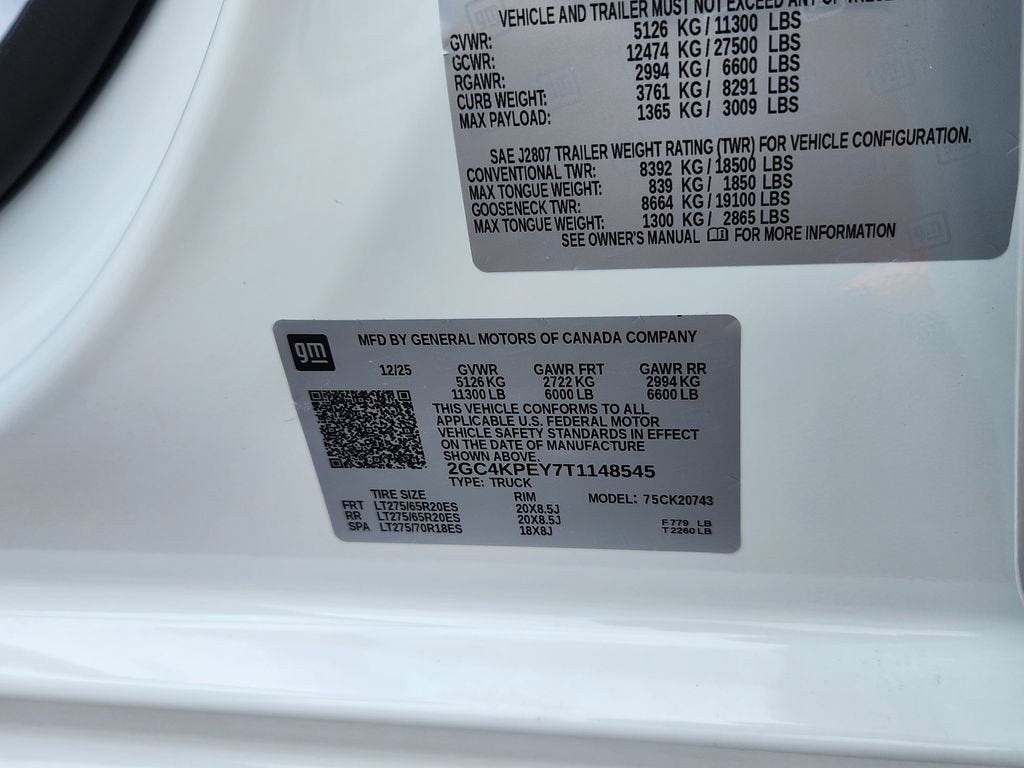 VEHICLE AND TRAILER MUST NOT EXCEED ANY OF THESE
GVWR: 5126 KG/ 11300 LBS
GCWR: 12474 KG/ 27500 LBS
RGAWR: 2994 KG/ 6600 LBS
CURB WEIGHT: 3761 KG/ 8291 LBS
MAX PAYLOAD: 1365 KG/ 3009 LBS
SAE J2807 TRAILER WEIGHT RATING (TWR) FOR VEHICLE CONFIGURATION.
CONVENTIONAL TWR: 8392 KG/ 18500 LBS
MAX TONGUE WEIGHT: 839 KG/ 1850 LBS
GOOSENECK TWR: 8664 KG/ 19100 LBS
MAX TONGUE WEIGHT: 1300 KG/ 2865 LBS
SEE OWNER'S MANUAL FOR MORE INFORMATION
gm MFD BY GENERAL MOTORS OF CANADA COMPANY
12/25 GVWR GAWR FRT GAWR RR
5126 KG 2722 KG 2994 KG
11300 LB 6000 LB 6600 LB
THIS VEHICLE CONFORMS TO ALL
APPLICABLE U.S. FEDERAL MOTOR
VEHICLE SAFETY STANDARDS IN EFFECT
ON THE DATE OF MANUFACTURE
SHOWN ABOVE.
2GC4KPEY7T1148545
TYPE: TRUCK
TIRE SIZE RIM MODEL: 75CK20743
FRT LT275/65R20ES 20X8.5J
RR LT275/65R20ES 20X8.5J
SPA LT275/70R18ES 18X8J
F 779 LB
T 2260 LB